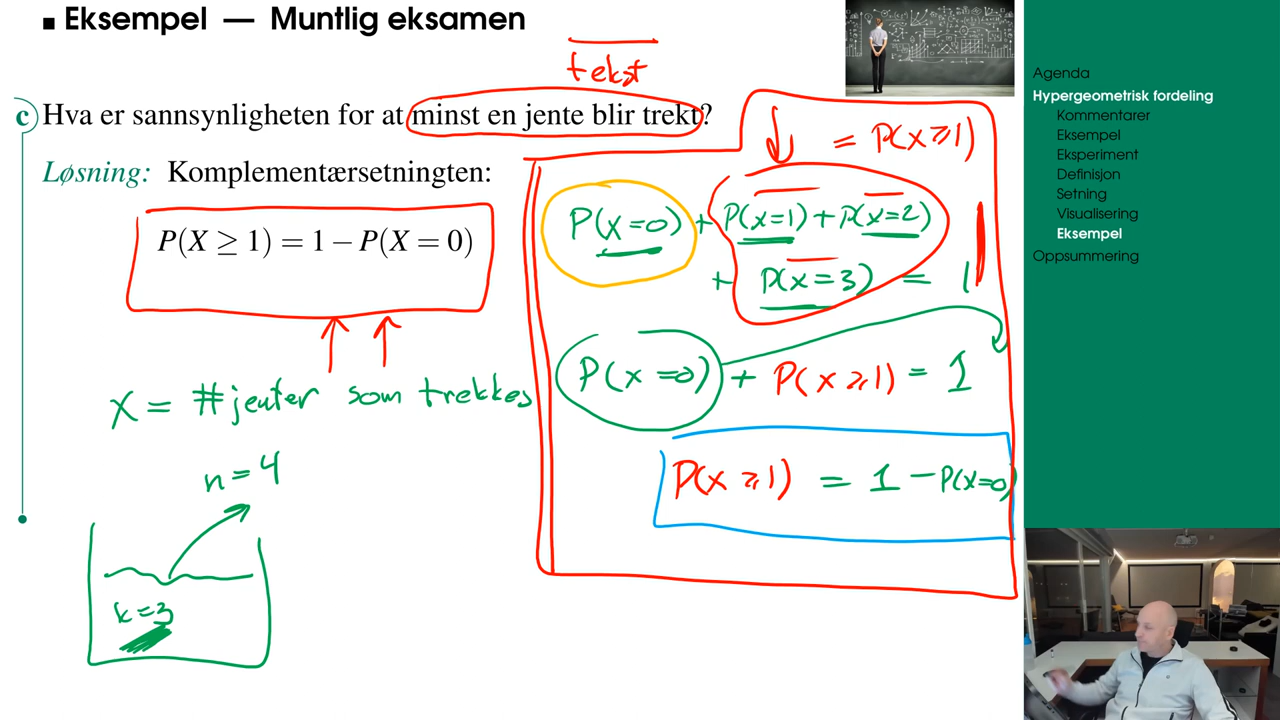 ▪ Eksempel — Muntlig eksamen
tekst
c Hva er sannsynligheten for at minst en jente blir trekt?
= P(X ⩾ 1)
Løsning: Komplementærsetningten:
P(X ≥ 1) = 1 − P(X = 0)
P(X=0) + P(X=1) + P(X=2)
+ P(X=3) = 1
P(X=0) + P(X⩾1) = 1
X = #jenter som trekkes
P(X⩾1) = 1 − P(X=0)
n=4
k=3
Agenda
Hypergeometrisk fordeling
Kommentarer
Eksempel
Eksperiment
Definisjon
Setning
Visualisering
Eksempel
Oppsummering